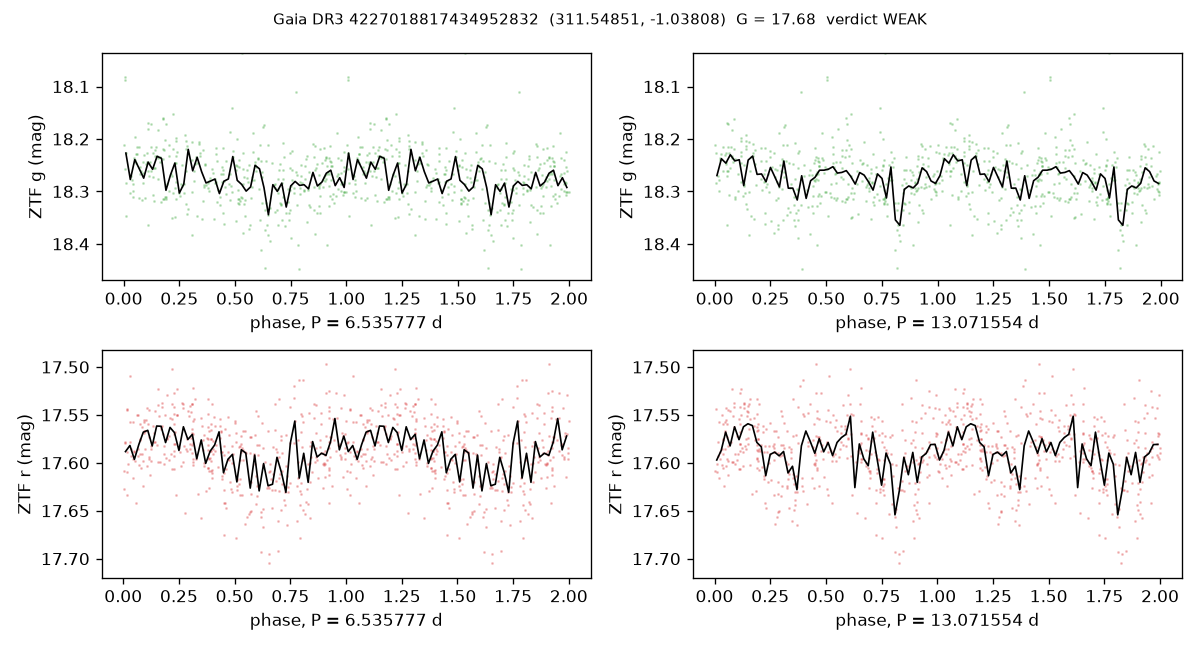 Gaia DR3 4227018817434952832 (311.54851, -1.03808) G = 17.68 verdict WEAK
ZTF g (mag)
18.1
18.2
18.3
18.4
0.00 0.25 0.50 0.75 1.00 1.25 1.50 1.75 2.00
phase, P = 6.535777 d
ZTF g (mag)
18.1
18.2
18.3
18.4
0.00 0.25 0.50 0.75 1.00 1.25 1.50 1.75 2.00
phase, P = 13.071554 d
ZTF r (mag)
17.50
17.55
17.60
17.65
17.70
0.00 0.25 0.50 0.75 1.00 1.25 1.50 1.75 2.00
phase, P = 6.535777 d
ZTF r (mag)
17.50
17.55
17.60
17.65
17.70
0.00 0.25 0.50 0.75 1.00 1.25 1.50 1.75 2.00
phase, P = 13.071554 d